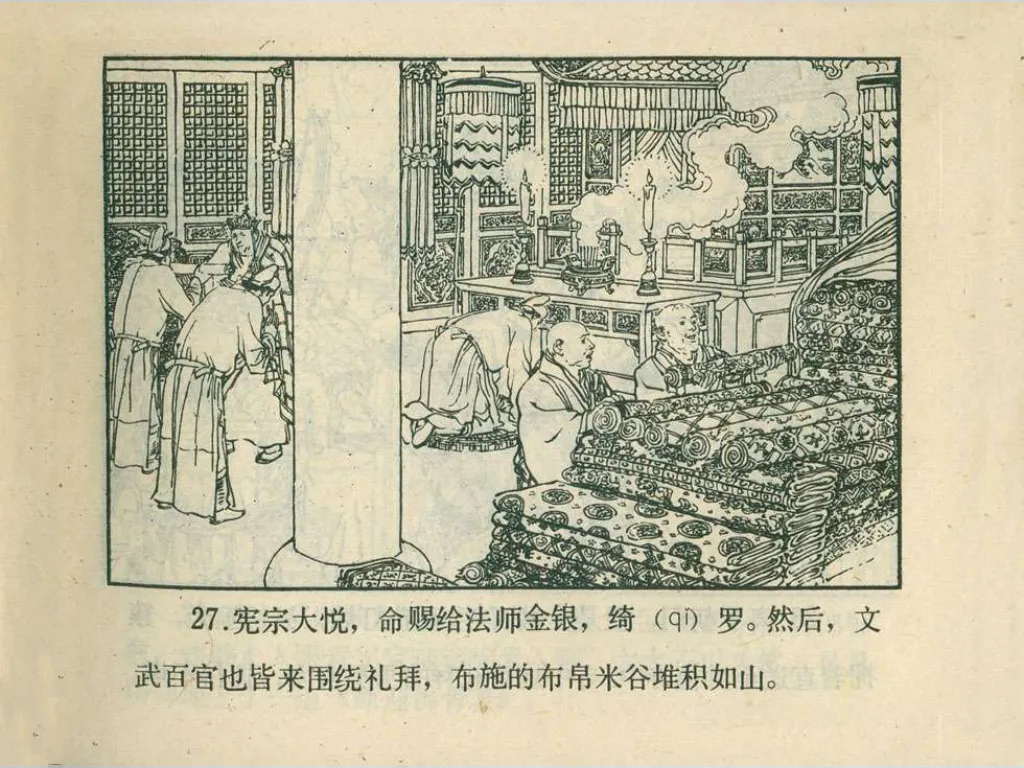 27.宪宗大悦，命赐给法师金银，绮（qǐ）罗。然后，文
武百官也皆来围绕礼拜，布施的布帛米谷堆积如山。